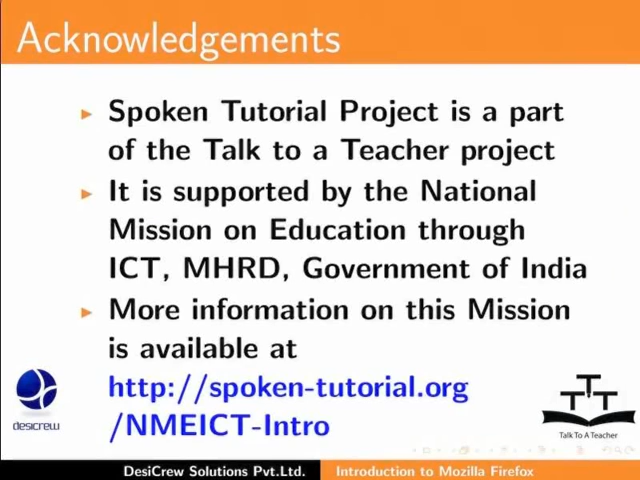 Acknowledgements
Spoken Tutorial Project is a part
of the Talk to a Teacher project
It is supported by the National
Mission on Education through
ICT, MHRD, Government of India
More information on this Mission
is available at
http://spoken-tutorial.org
/NMEICT-Intro
desicrew
TTT
Talk To A Teacher
DesiCrew Solutions Pvt.Ltd.
Introduction to Mozilla Firefox